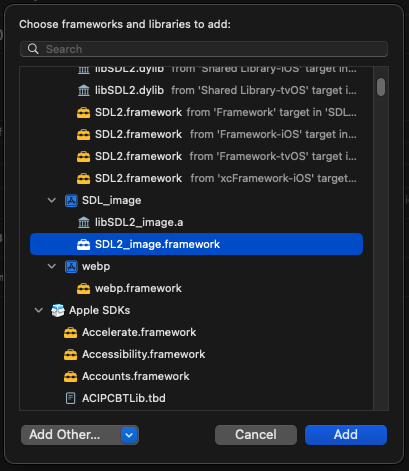 Choose frameworks and libraries to add:
Search
libSDL2.dylib from 'Shared Library-iOS' target in...
libSDL2.dylib from 'Shared Library-tvOS' target i...
SDL2.framework from 'Framework' target in 'SDL...
SDL2.framework from 'Framework-iOS' target i...
SDL2.framework from 'Framework-tvOS' target i...
SDL2.framework from 'xcFramework-iOS' target...
SDL_image
libSDL2_image.a
SDL2_image.framework
webp
webp.framework
Apple SDKs
Accelerate.framework
Accessibility.framework
Accounts.framework
ACIPCBTLib.tbd
Add Other...
Cancel
Add